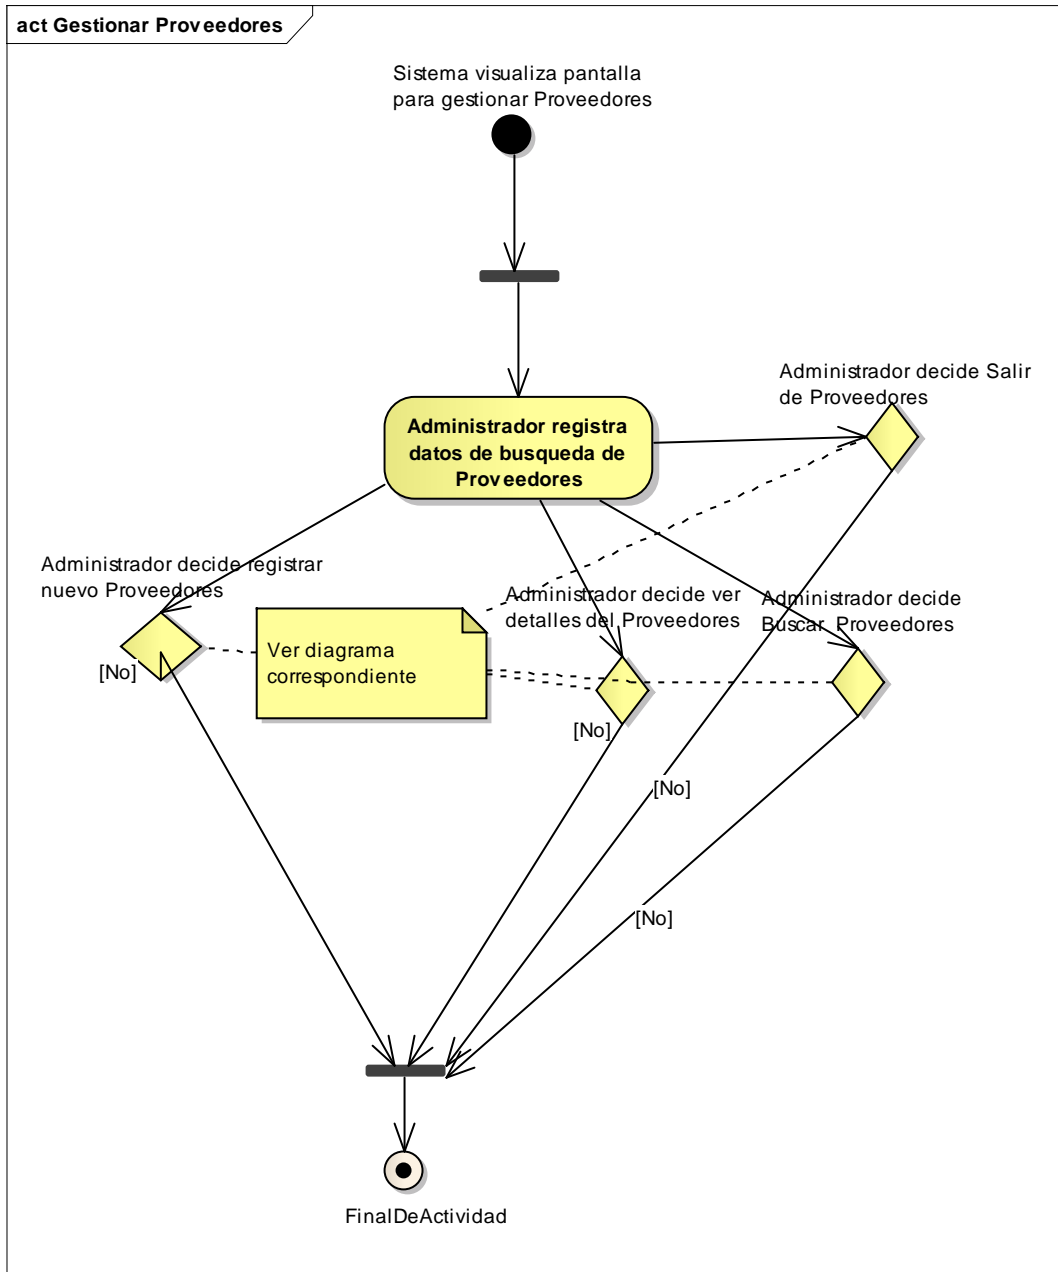 act Gestionar Proveedores
Sistema visualiza pantalla
para gestionar Proveedores
Administrador decide Salir
de Proveedores
Administrador registra
datos de busqueda de
Proveedores
Administrador decide registrar
nuevo Proveedores
Administrador decide ver
detalles del Proveedores
Administrador decide
Buscar Proveedores
Ver diagrama
correspondiente
[No]
[No]
[No]
[No]
FinalDeActividad